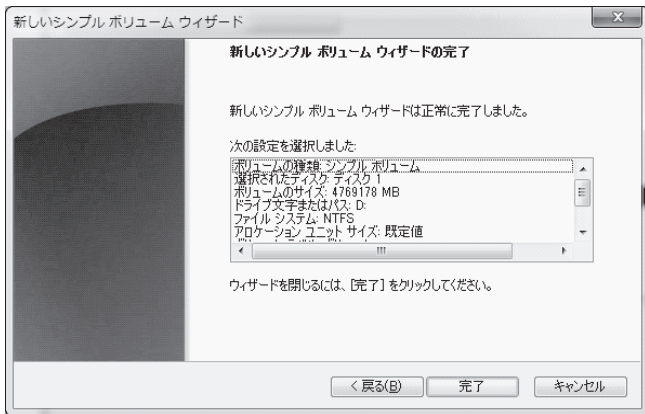 新しいシンプル ボリューム ウィザード
新しいシンプル ボリューム ウィザードの完了
新しいシンプル ボリューム ウィザードは正常に完了しました。
次の設定を選択しました:
ボリュームの種類: シンプル ボリューム
選択されたディスク: ディスク 1
ボリュームのサイズ: 4769178 MB
ドライブ文字またはパス: D:
ファイル システム: NTFS
アロケーション ユニット サイズ: 既定値
ウィザードを閉じるには、[完了] をクリックしてください。
< 戻る(B)
完了
キャンセル